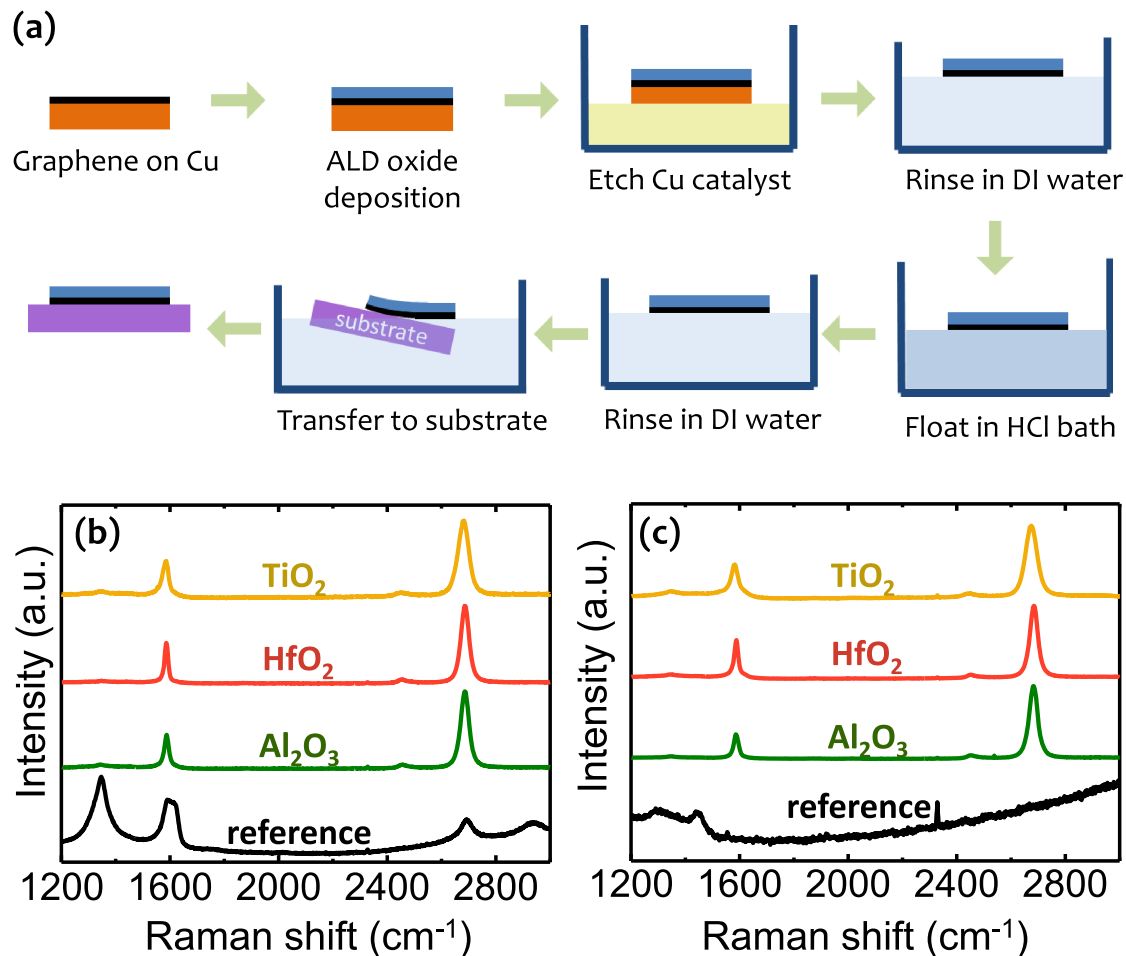 (a)
Graphene on Cu
ALD oxide
deposition
Etch Cu catalyst
Rinse in DI water
substrate
Transfer to substrate
Rinse in DI water
Float in HCl bath
(b)
TiO₂
HfO₂
Al₂O₃
reference
Intensity (a.u.)
1200 1600 2000 2400 2800
Raman shift (cm⁻¹)
(c)
TiO₂
HfO₂
Al₂O₃
reference
Intensity (a.u.)
1200 1600 2000 2400 2800
Raman shift (cm⁻¹)